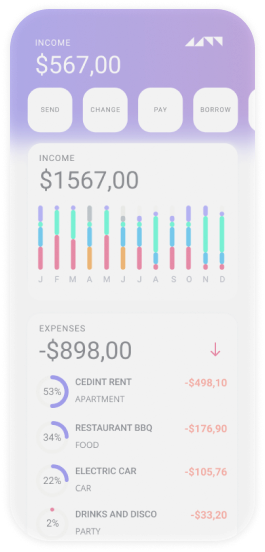 INCOME
$567,00
SEND CHANGE PAY BORROW
INCOME
$1567,00
J F M A M J J A S O N D
EXPENSES
-$898,00
53% CEDINT RENT -$498,10
APARTMENT
34% RESTAURANT BBQ -$176,90
FOOD
22% ELECTRIC CAR -$105,76
CAR
2% DRINKS AND DISCO -$33,20
PARTY